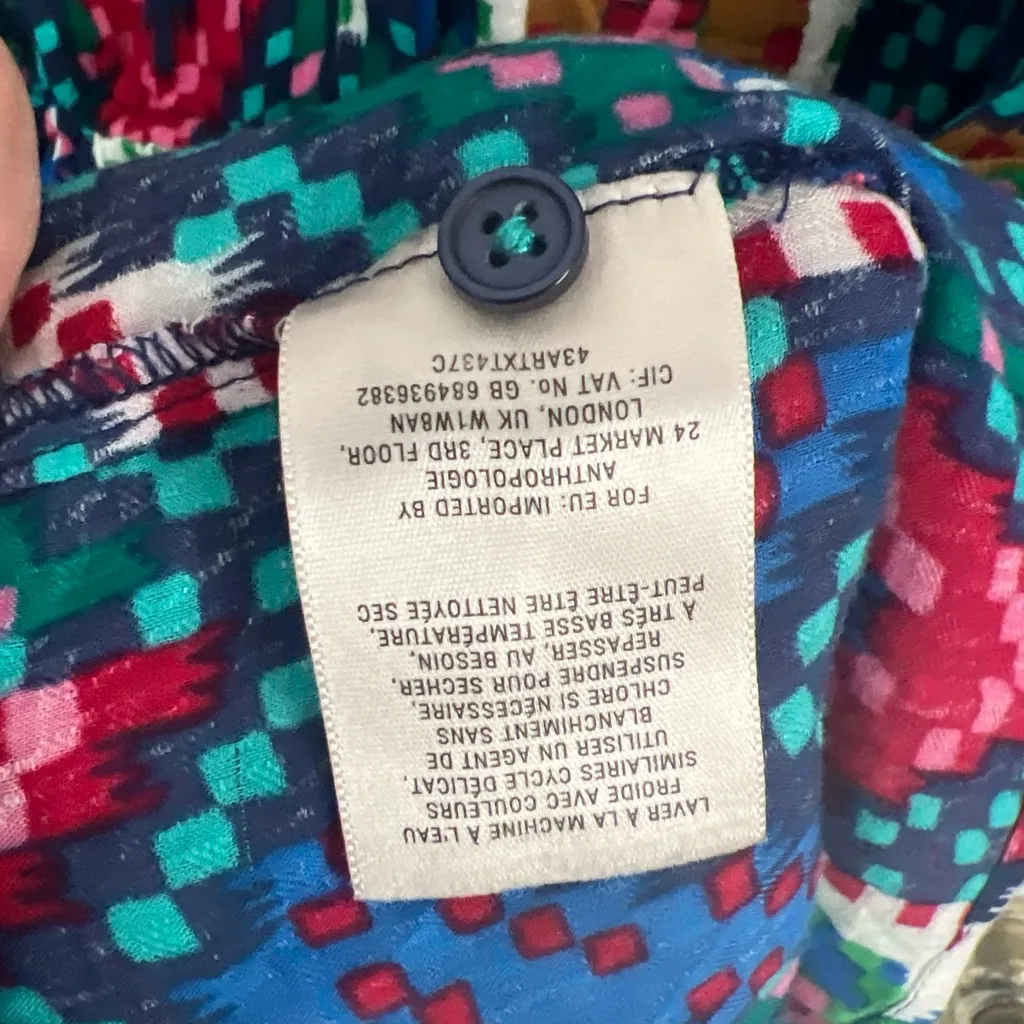 LAVER À LA MACHINE À L'EAU
FROIDE AVEC COULEURS
SIMILAIRES CYCLE DÉLICAT,
UTILISER UN AGENT DE
BLANCHIMENT SANS
CHLORE SI NÉCESSAIRE,
SUSPENDRE POUR SECHER,
REPASSER, AU BESOIN,
À TRÉS BASSE TEMPÉRATURE,
PEUT-ÊTRE ÊTRE NETTOYÉE SEC
FOR EU: IMPORTED BY
ANTHROPOLOGIE
24 MARKET PLACE, 3RD FLOOR,
LONDON, UK W1W8AN
CIF: VAT No. GB 684936382
43ARTXT437C